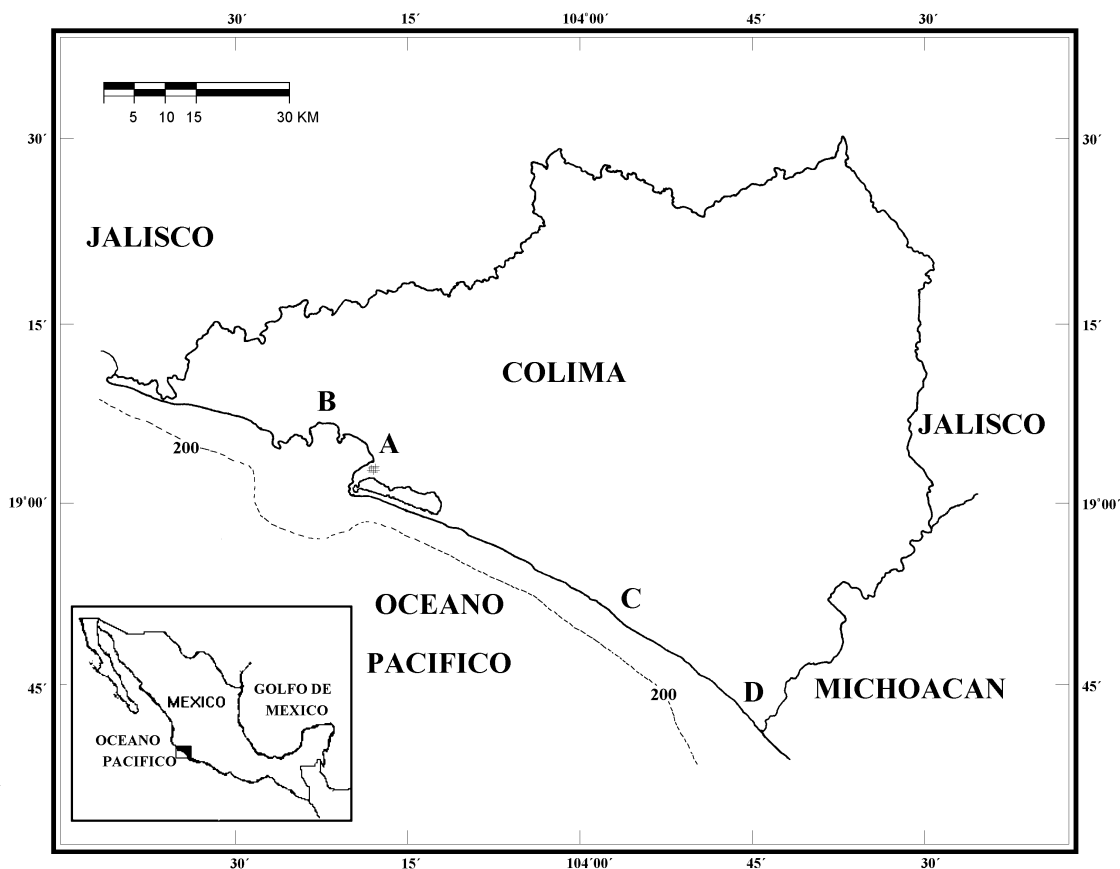 30´ 15´ 104°00´ 45´ 30´
5 10 15 30 KM
30´ 30´
JALISCO
15´ 15´
COLIMA
B
JALISCO
A
200
19°00´ 19°00´
C
OCEANO
PACIFICO
45´ 45´
D
MICHOACAN
200
MEXICO
GOLFO DE
MEXICO
OCEANO
PACIFICO
30´ 15´ 104°00´ 45´ 30´